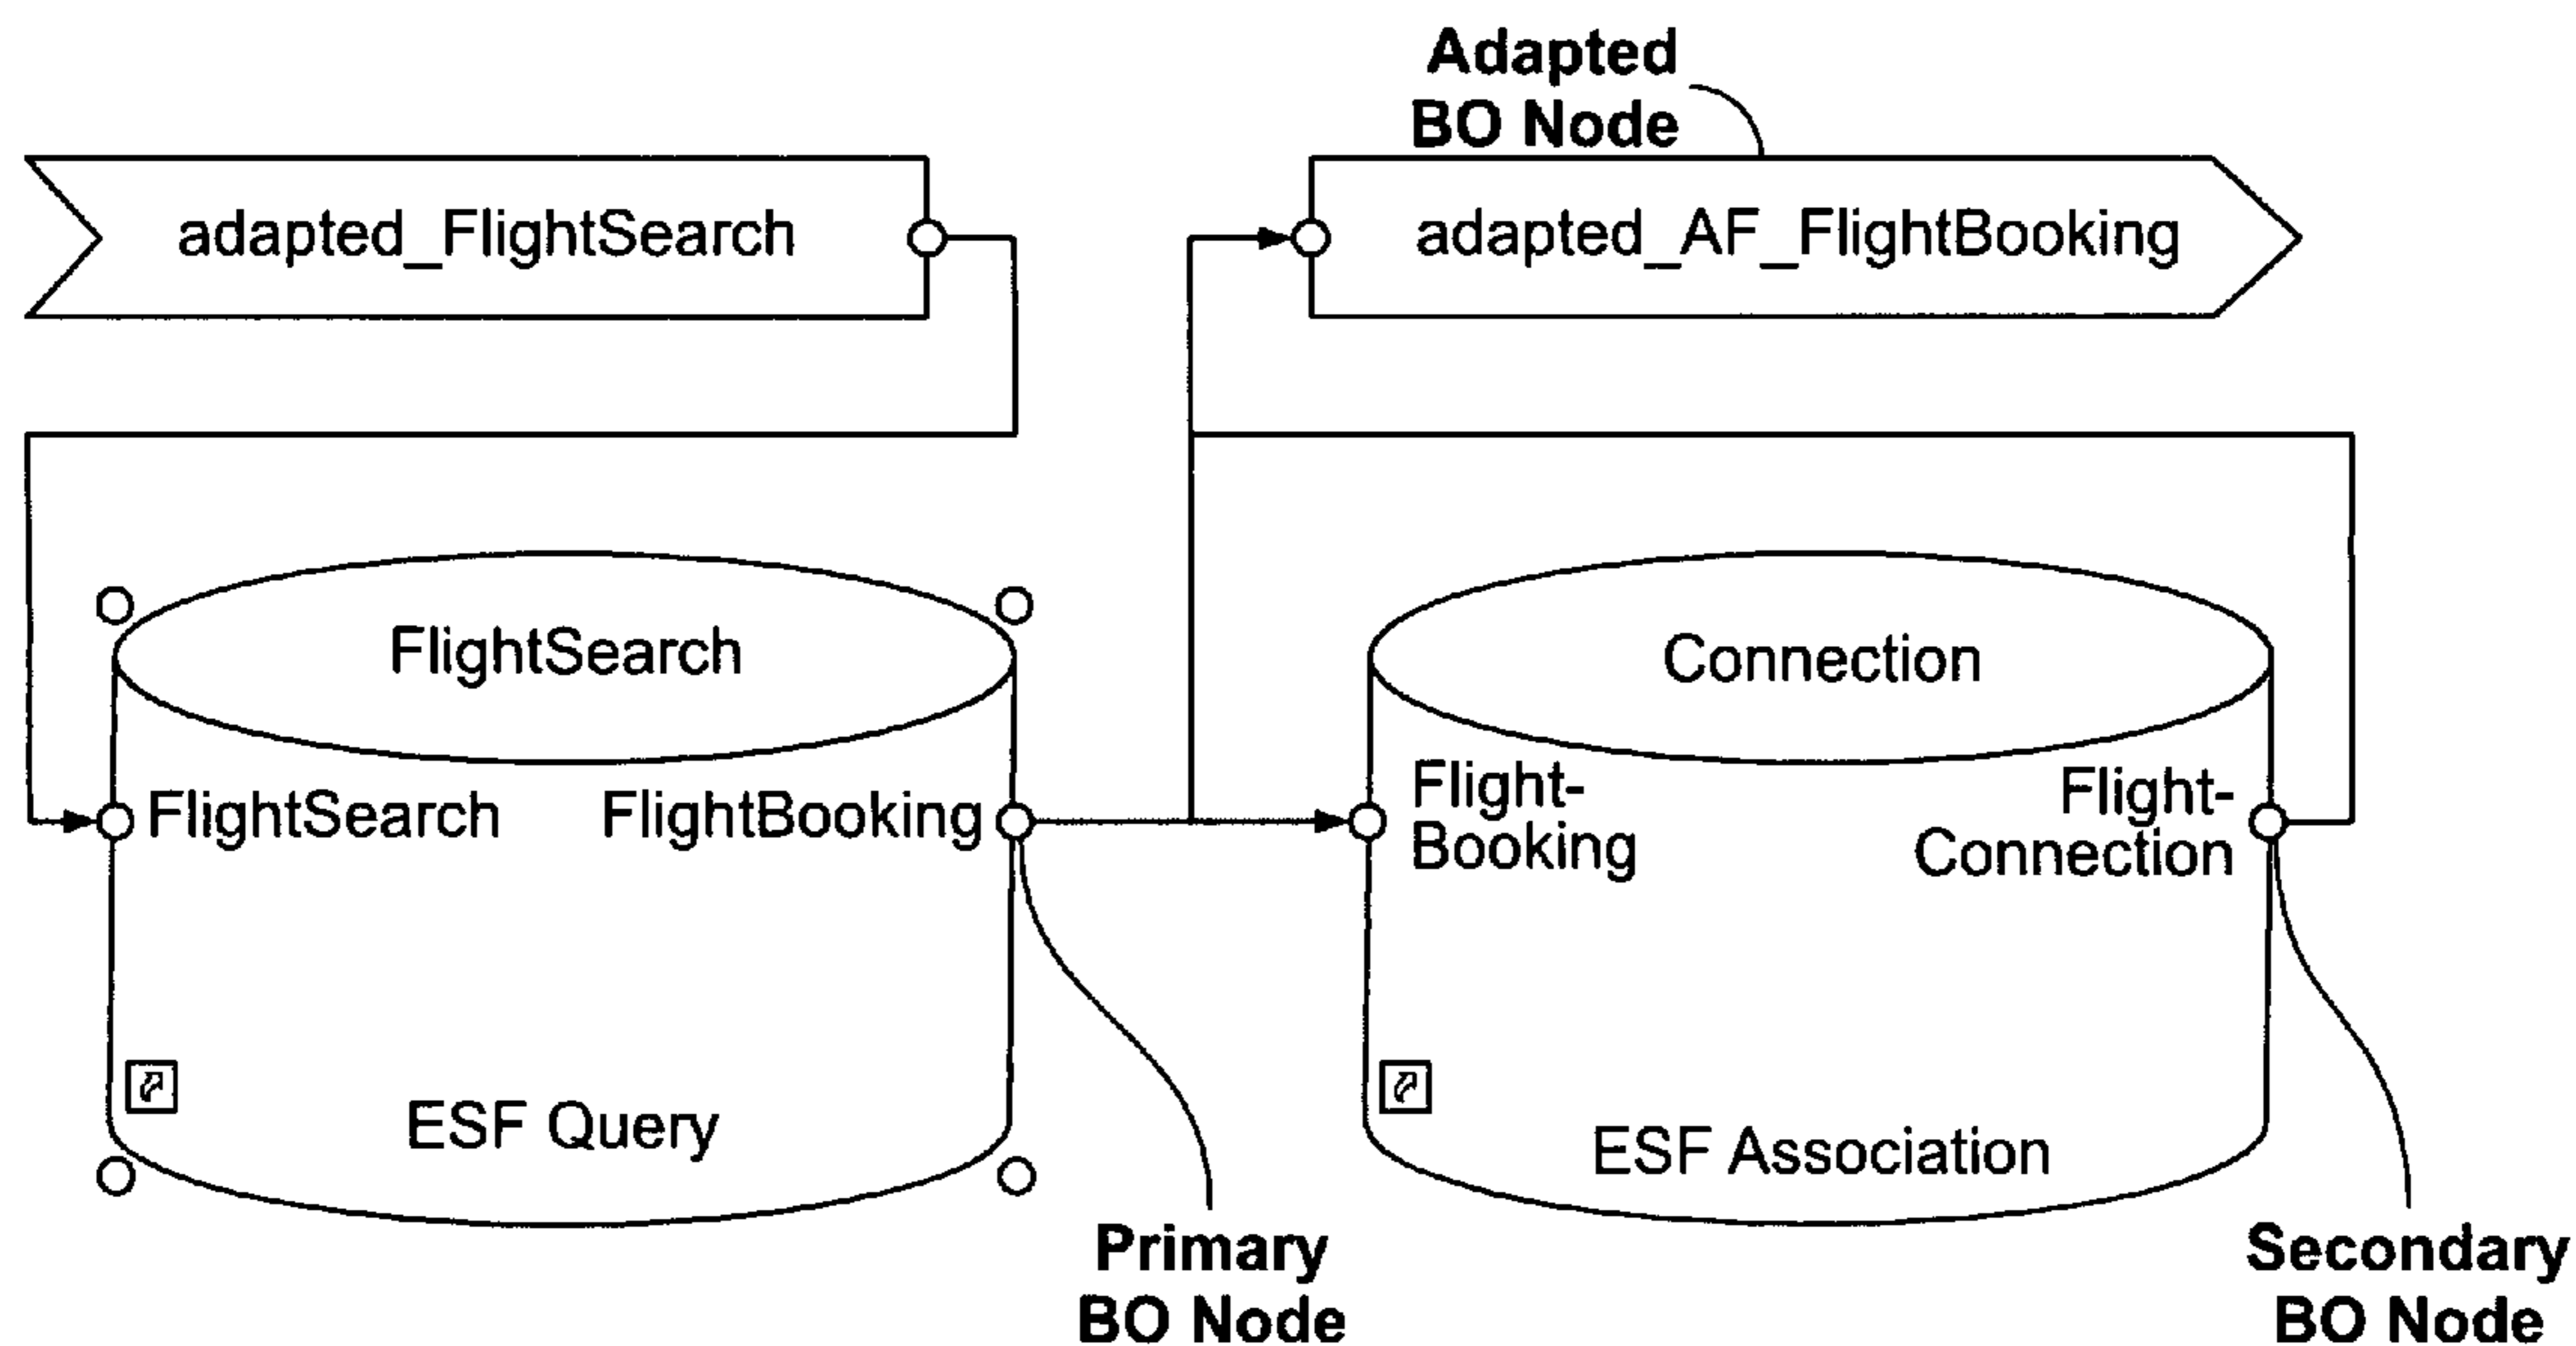 Adapted
BO Node
adapted_FlightSearch
adapted_AF_FlightBooking
FlightSearch
Connection
FlightSearch
FlightBooking
Flight-
Booking
Flight-
Connection
ESF Query
ESF Association
Primary
BO Node
Secondary
BO Node